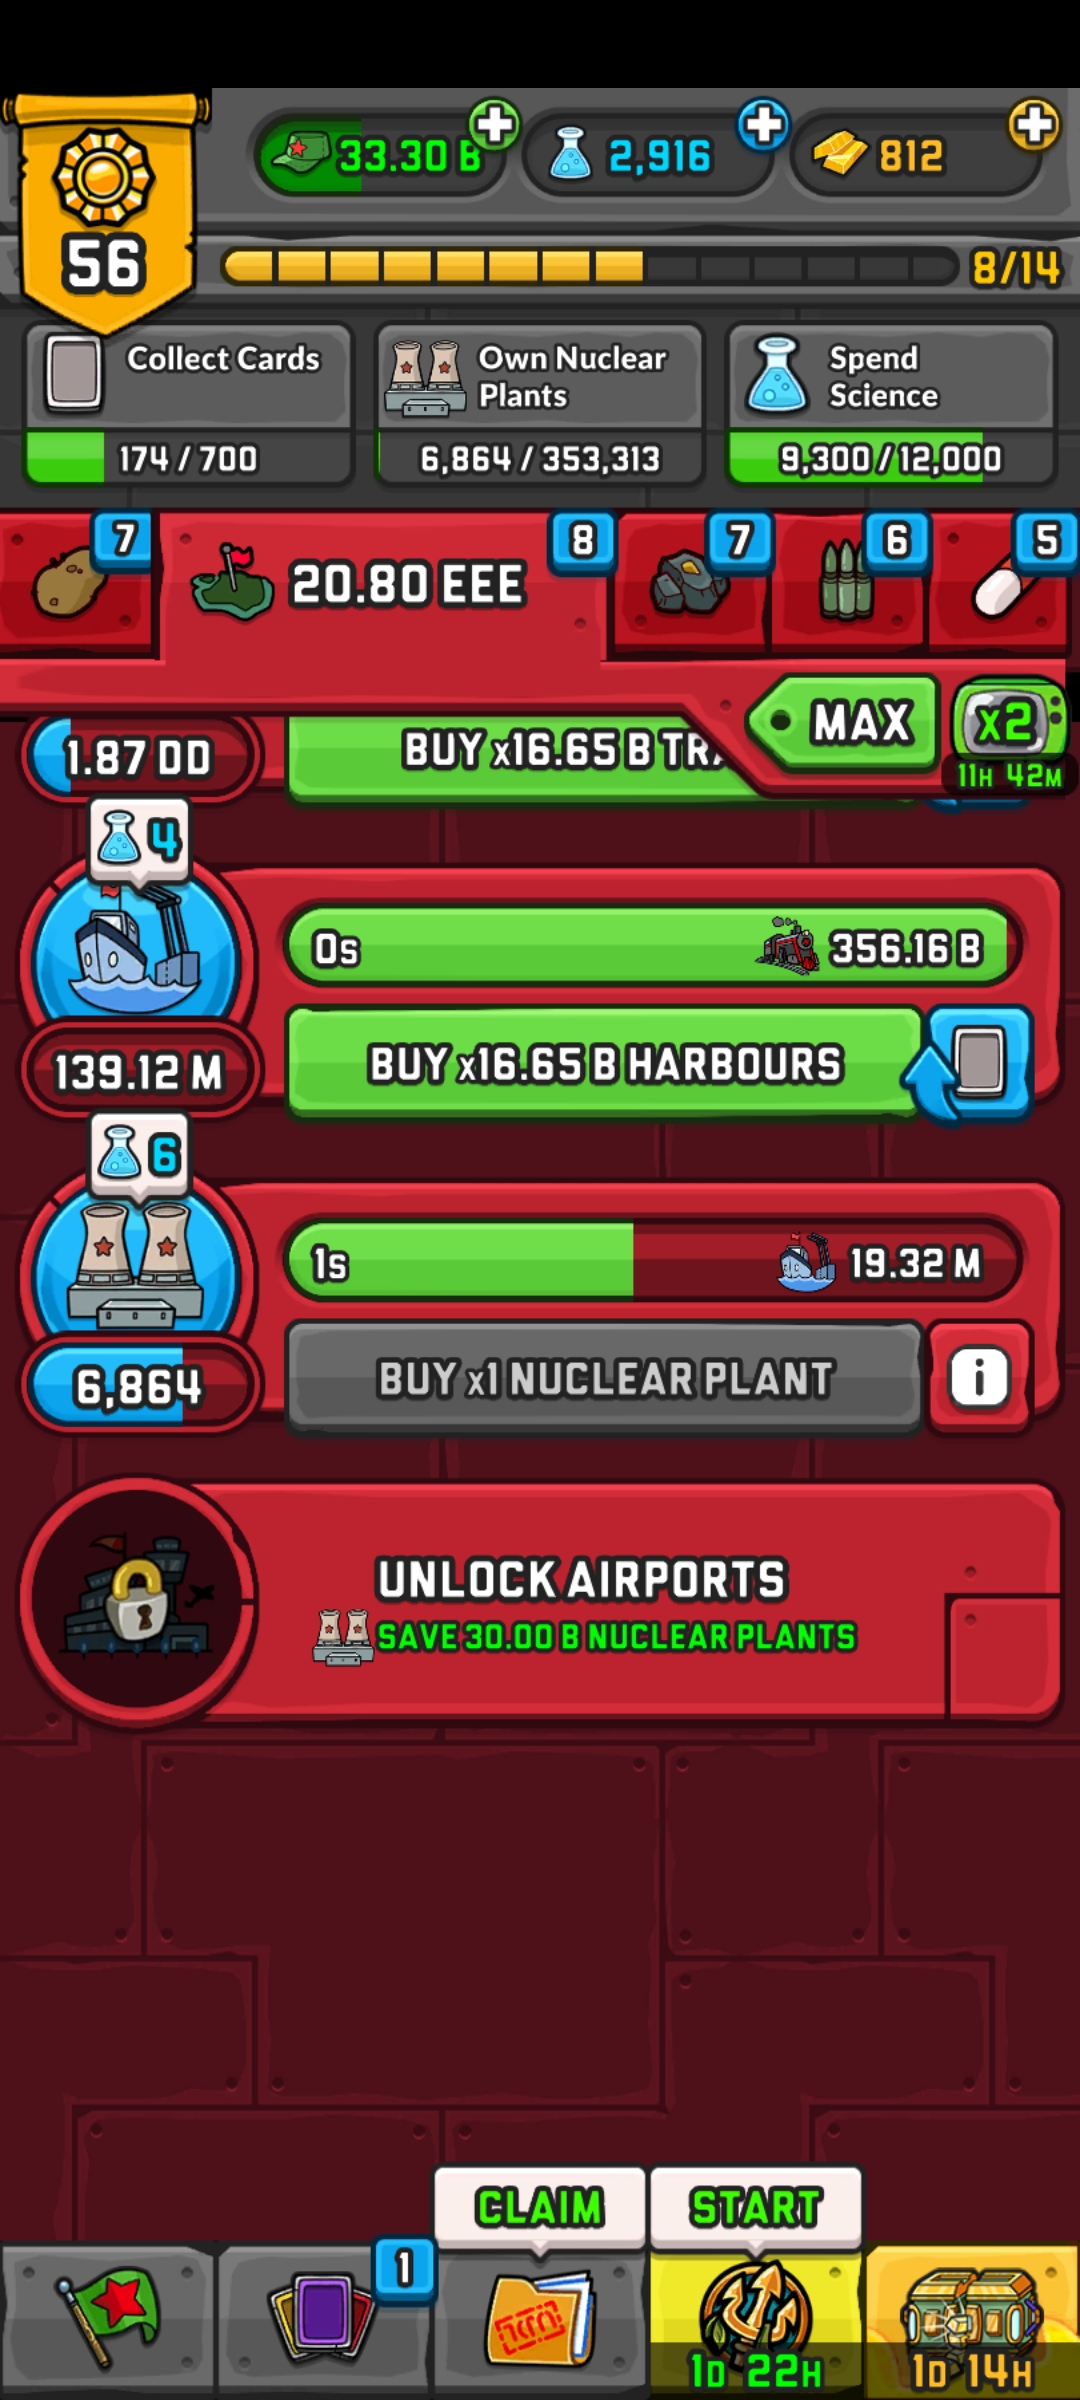 33.30 B
2,916
812
56
8/14
Collect Cards
174 / 700
Own Nuclear
Plants
6,864 / 353,313
Spend
Science
9,300 / 12,000
7
20.80 EEE
8
7
6
5
MAX
x2
11H 42M
1.87 DD
BUY x16.65 B TRA
4
0s
356.16 B
139.12 M
BUY x16.65 B HARBOURS
6
1s
19.32 M
6,864
BUY x1 NUCLEAR PLANT
i
UNLOCK AIRPORTS
SAVE 30.00 B NUCLEAR PLANTS
CLAIM
START
1
1D 22H
1D 14H